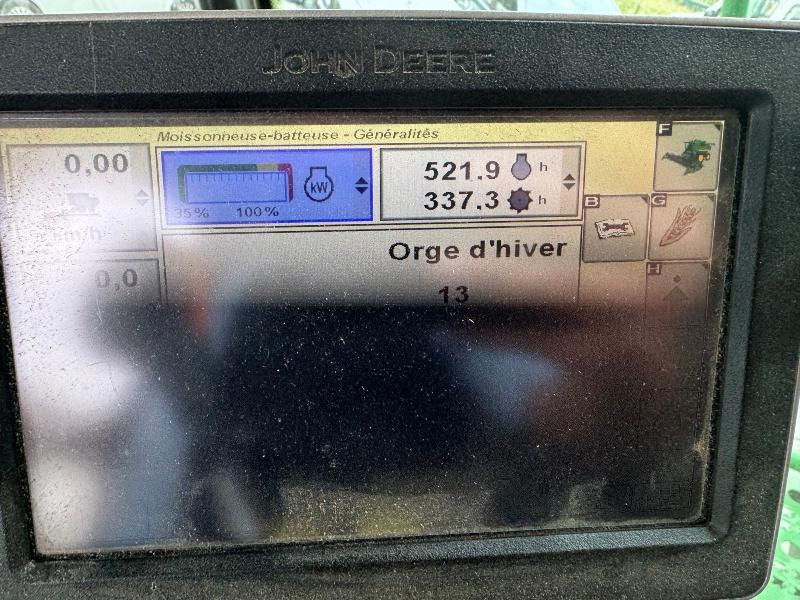 JOHN DEERE
Moissonneuse-batteuse - Généralités
F
0,00
km/h
kW
35% 100%
521.9 h
337.3 h
B
G
Orge d'hiver
H
0,0
13